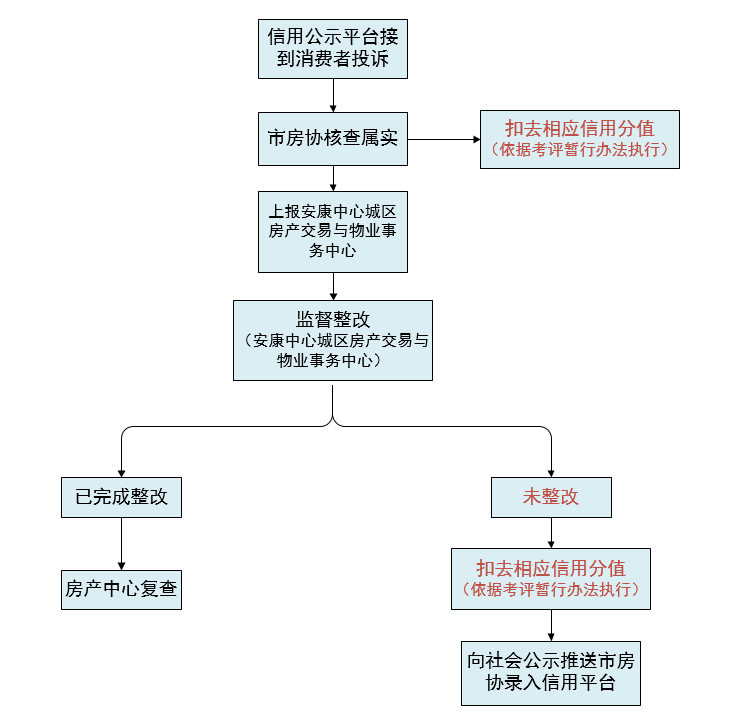 信用公示平台接
到消费者投诉
市房协核查属实
扣去相应信用分值
（依据考评暂行办法执行）
上报安康中心城区
房产交易与物业事
务中心
监督整改
（安康中心城区房产交易与
物业事务中心）
已完成整改
未整改
房产中心复查
扣去相应信用分值
（依据考评暂行办法执行）
向社会公示推送市房
协录入信用平台